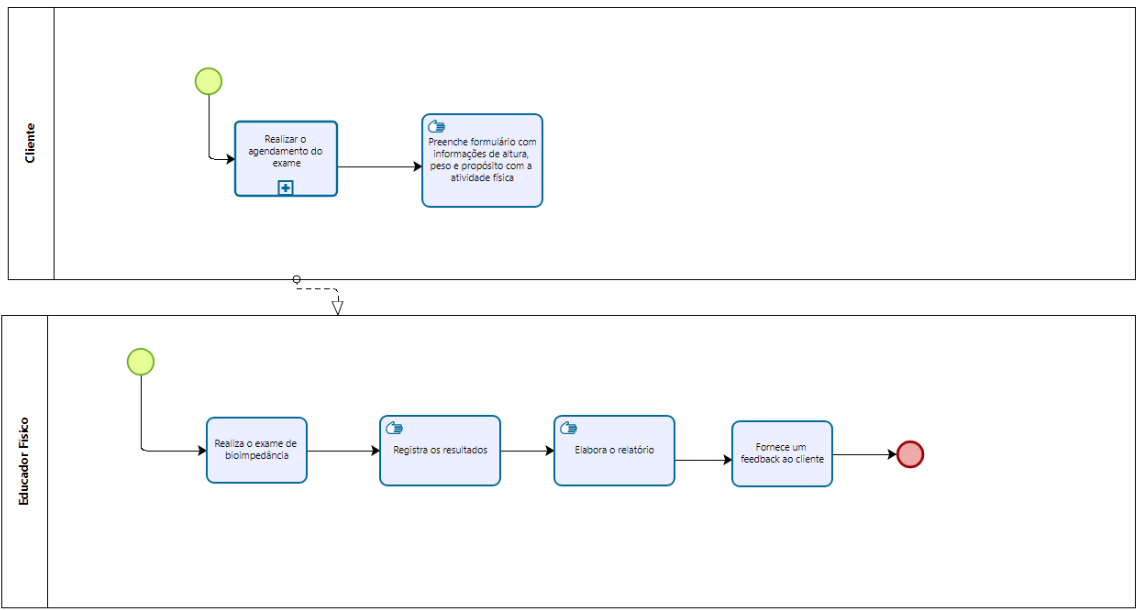 Cliente
Realizar o
agendamento do
exame
Preenche formulário com
informações de altura,
peso e propósito com a
atividade física
Educador Fisico
Realiza o exame de
bioimpedância
Registra os resultados
Elabora o relatório
Fornece um
feedback ao cliente